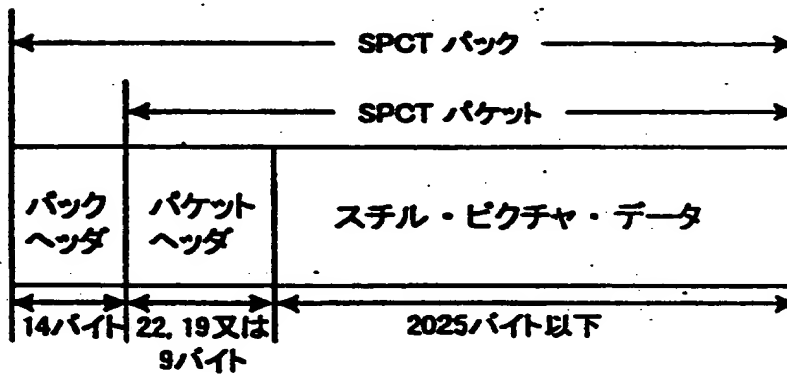 SPCT パック
SPCT パケット
パック
ヘッダ
パケット
ヘッダ
スチル・ピクチャ・データ
14バイト
22, 19又は
9バイト
2025バイト以下